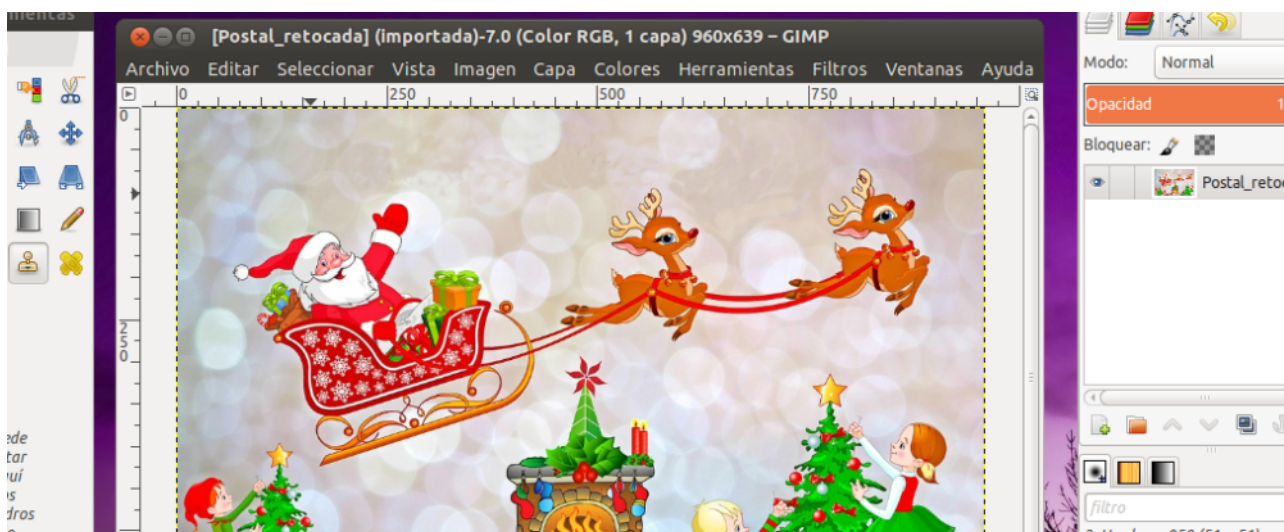 mientas
[Postal_retocada] (importada)-7.0 (Color RGB, 1 capa) 960x639 – GIMP
Archivo Editar Seleccionar Vista Imagen Capa Colores Herramientas Filtros Ventanas Ayuda
0 250 500 750
0
250
Modo: Normal
Opacidad 1
Bloquear:
Postal_reto
filtro
ede
tar
uí
os
dros